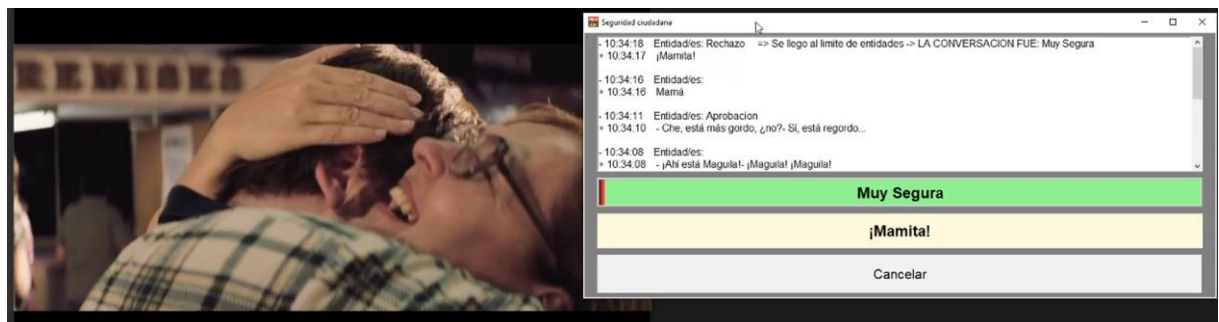 REMISES
Seguridad ciudadana
- 10:34:18 Entidad/es: Rechazo => Se llego al limite de entidades -> LA CONVERSACION FUE: Muy Segura
+ 10:34.17 ¡Mamita!
- 10:34:16 Entidad/es:
+ 10:34.16 Mamá
- 10:34:11 Entidad/es: Aprobacion
+ 10:34.10 - Che, está más gordo, ¿no?- Sí, está regordo...
- 10:34:08 Entidad/es:
+ 10:34:08 - ¡Ahí está Maguila!- ¡Maguila! ¡Maguila!
Muy Segura
¡Mamita!
Cancelar